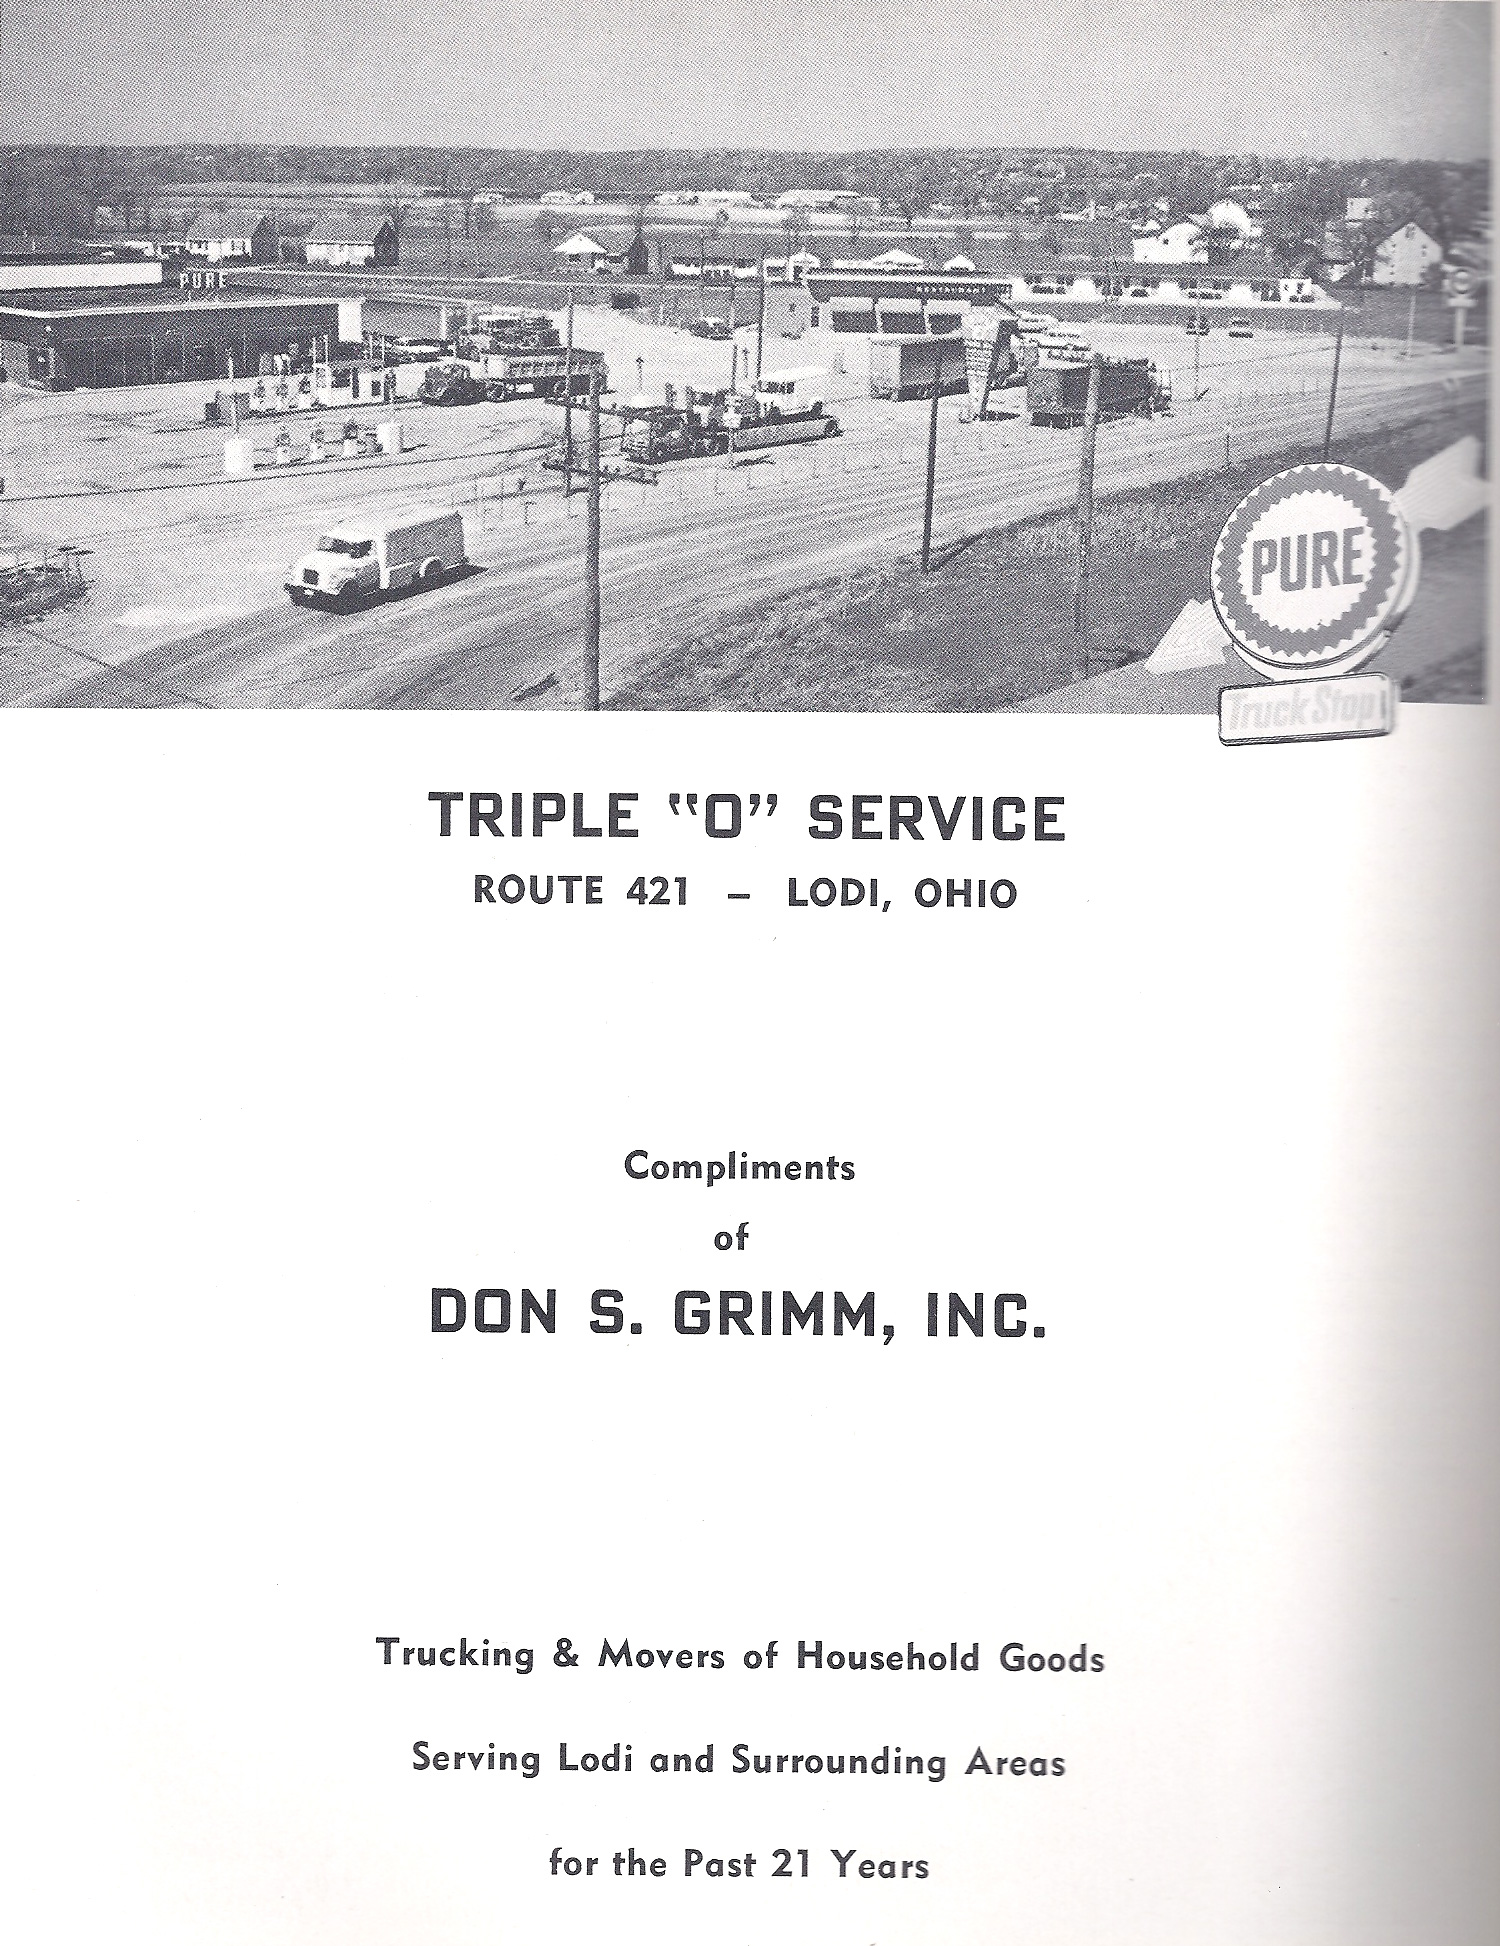 PURE
RESTAURANT
PURE
Truck Stop
TRIPLE "O" SERVICE
ROUTE 421 – LODI, OHIO
Compliments
of
DON S. GRIMM, INC.
Trucking & Movers of Household Goods
Serving Lodi and Surrounding Areas
for the Past 21 Years